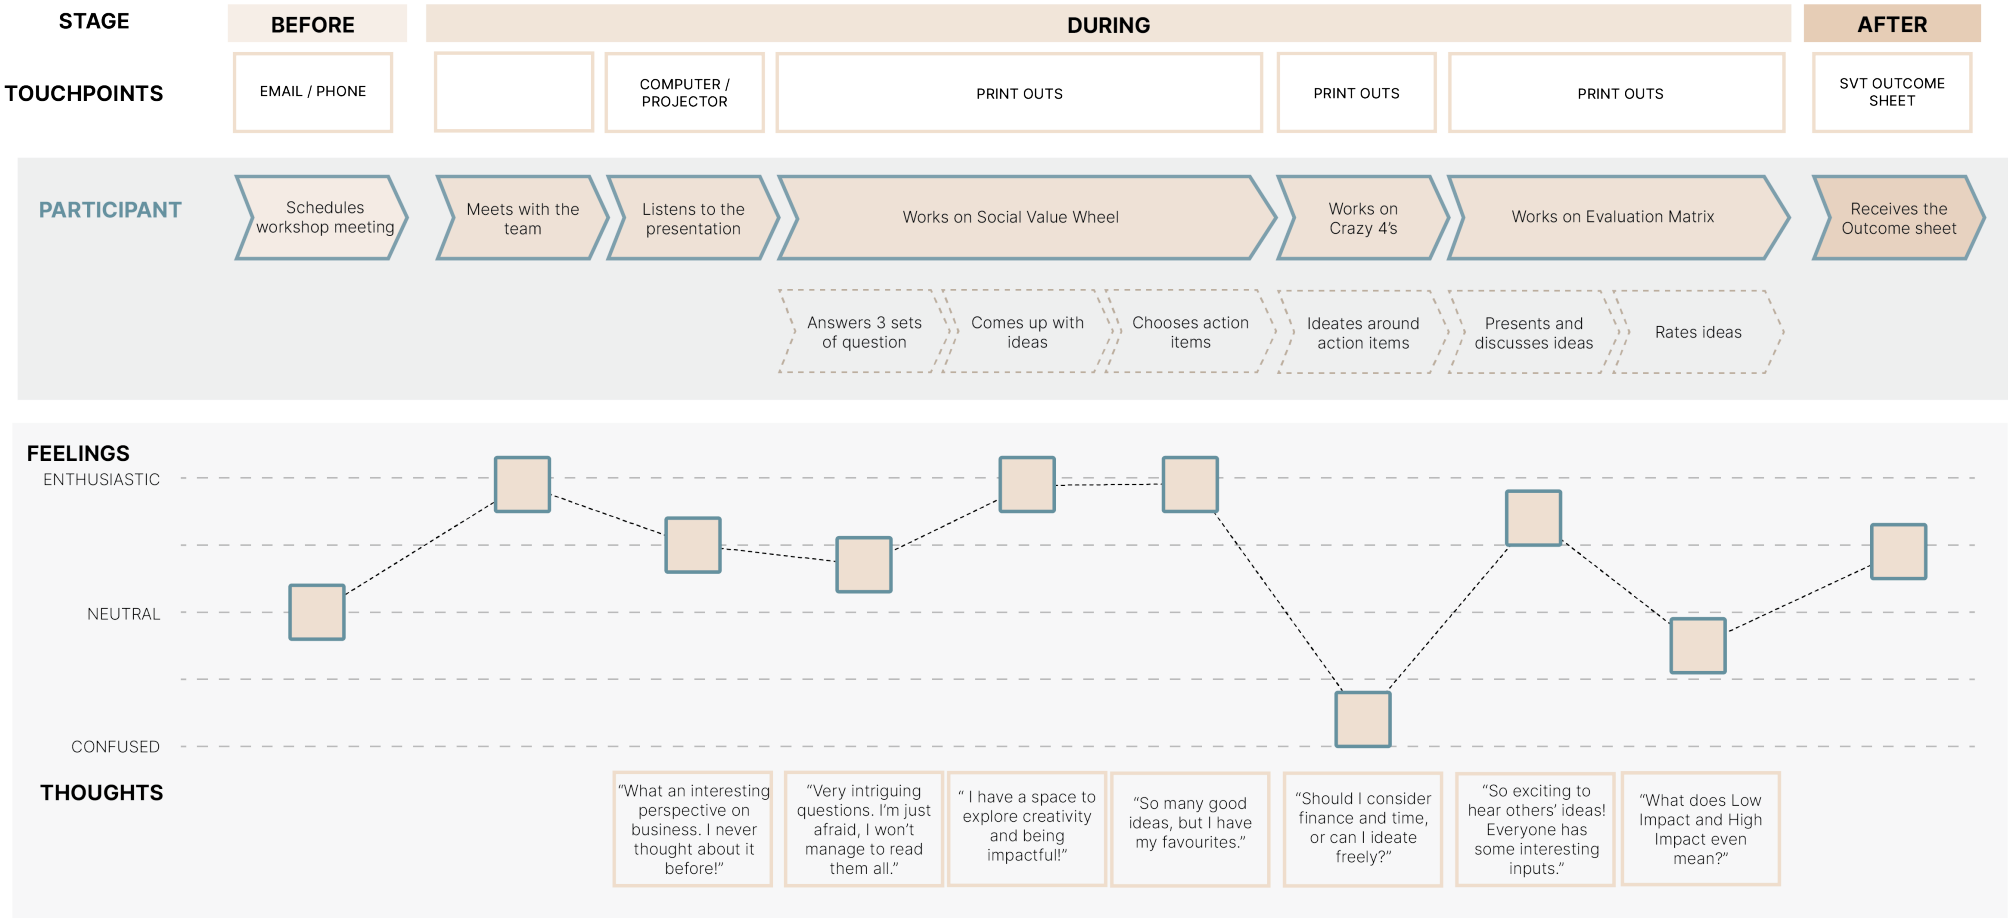 STAGE
BEFORE
DURING
AFTER
TOUCHPOINTS
EMAIL / PHONE
COMPUTER /
PROJECTOR
PRINT OUTS
PRINT OUTS
PRINT OUTS
SVT OUTCOME
SHEET
PARTICIPANT
Schedules
workshop meeting
Meets with the
team
Listens to the
presentation
Works on Social Value Wheel
Works on
Crazy 4’s
Works on Evaluation Matrix
Receives the
Outcome sheet
Answers 3 sets
of question
Comes up with
ideas
Chooses action
items
Ideates around
action items
Presents and
discusses ideas
Rates ideas
FEELINGS
ENTHUSIASTIC
NEUTRAL
CONFUSED
THOUGHTS
“What an interesting
perspective on
business. I never
thought about it
before!”
“Very intriguing
questions. I’m just
afraid, I won’t
manage to read
them all.”
“ I have a space to
explore creativity
and being
impactful!”
“So many good
ideas, but I have
my favourites.”
“Should I consider
finance and time,
or can I ideate
freely?”
“So exciting to
hear others’ ideas!
Everyone has
some interesting
inputs.”
“What does Low
Impact and High
Impact even
mean?”